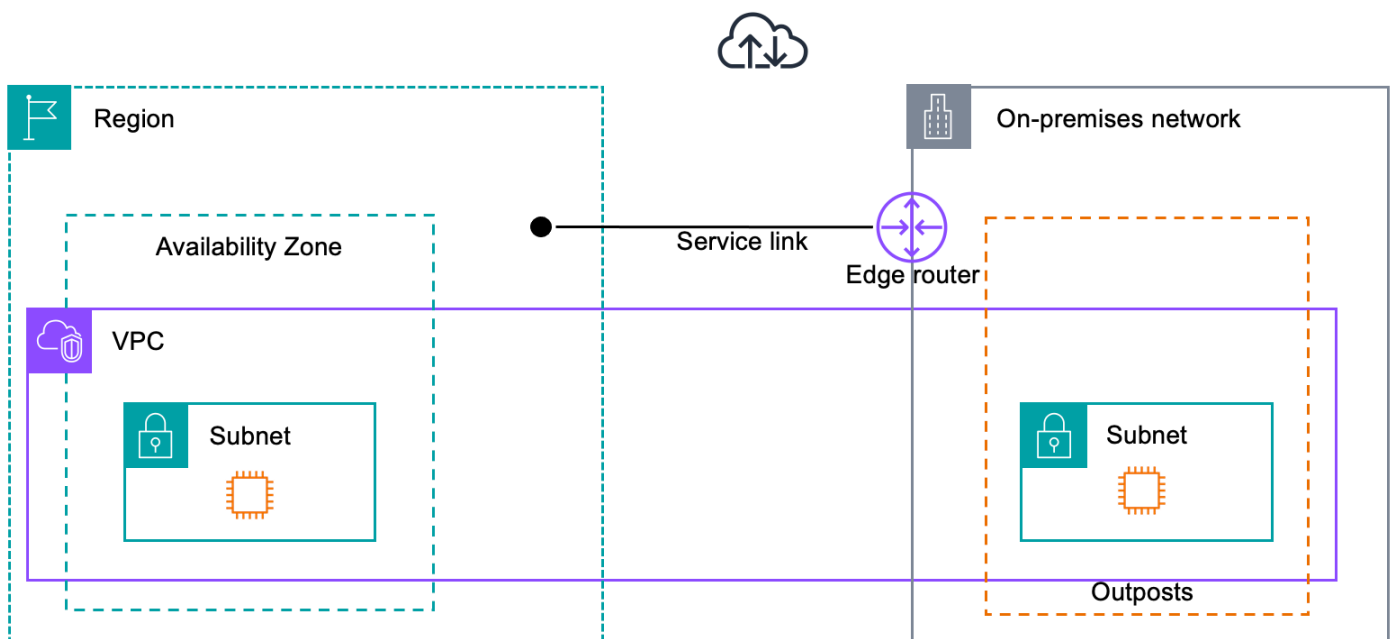 Region
On-premises network
Availability Zone
Service link
Edge router
VPC
Subnet
Subnet
Outposts